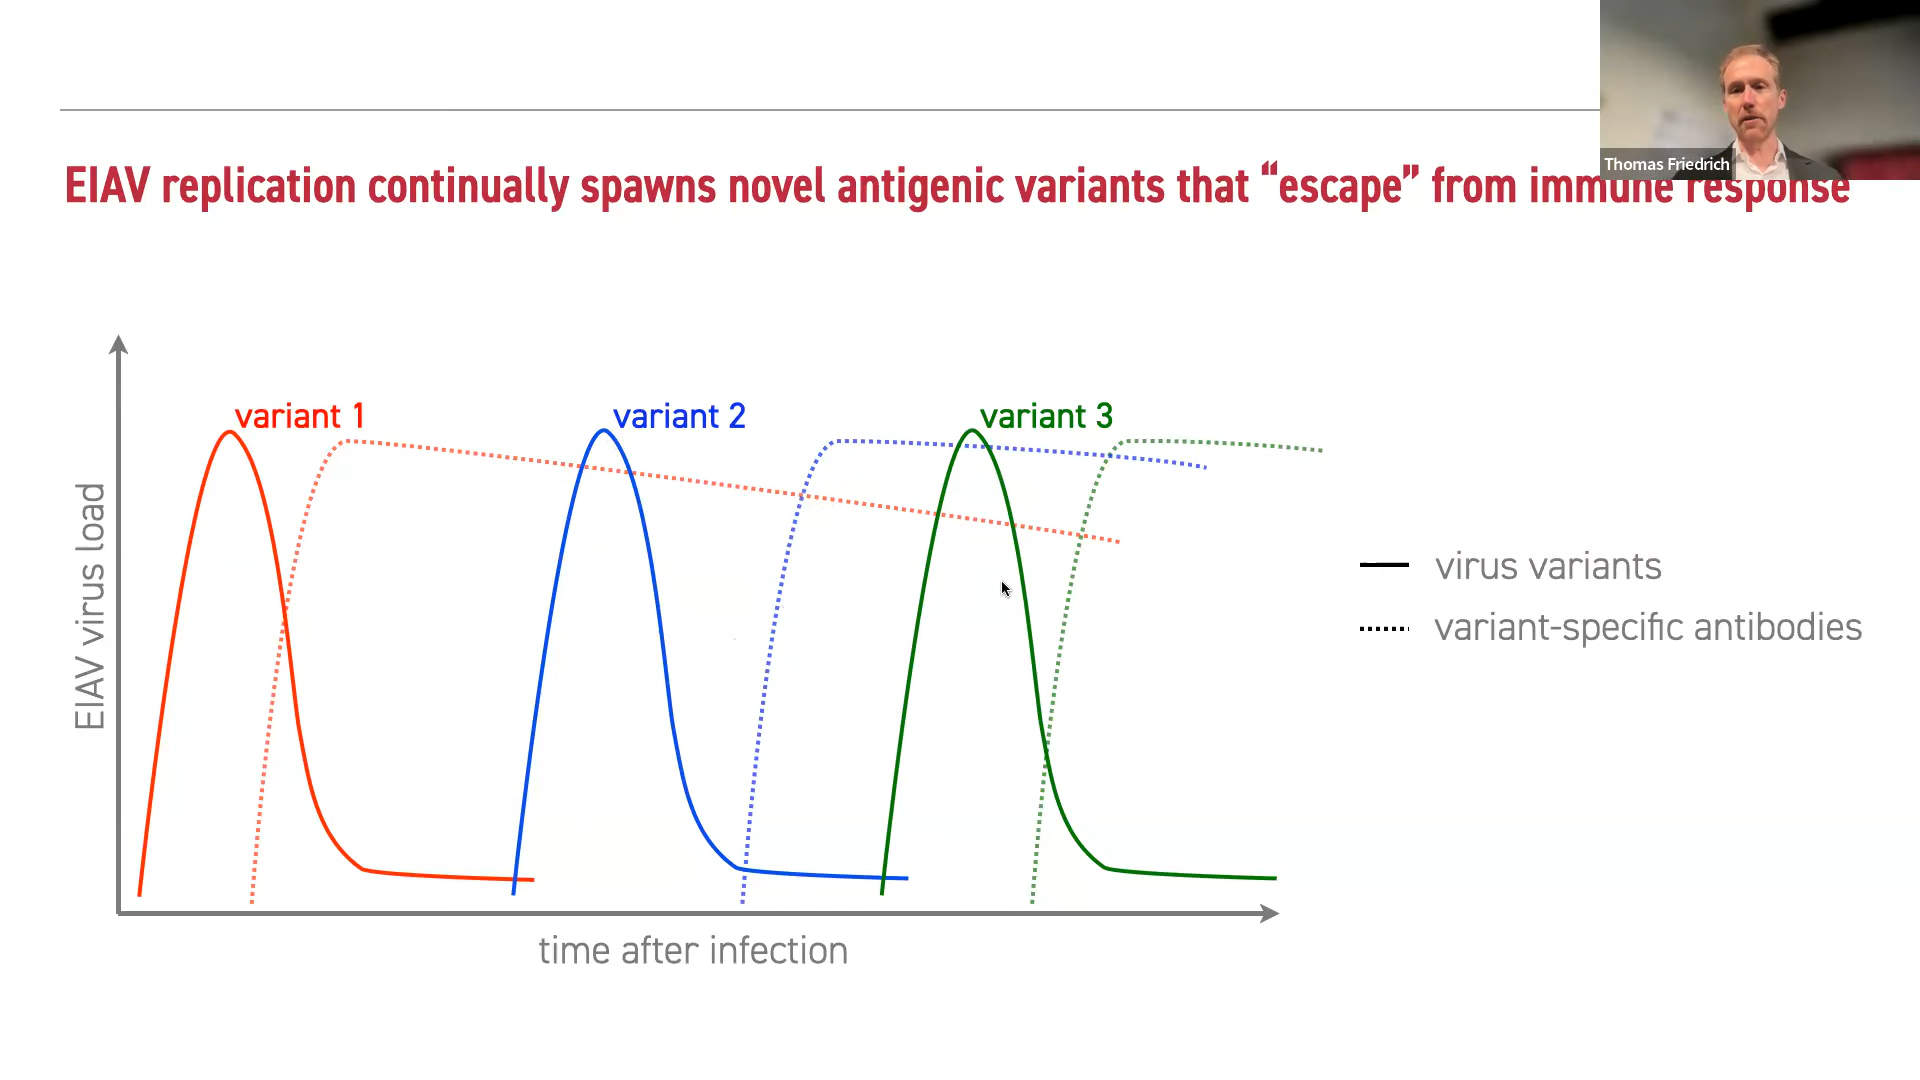 Thomas Friedrich
EIAV replication continually spawns novel antigenic variants that “escape” from immune response
variant 1
variant 2
variant 3
EIAV virus load
virus variants
variant-specific antibodies
time after infection